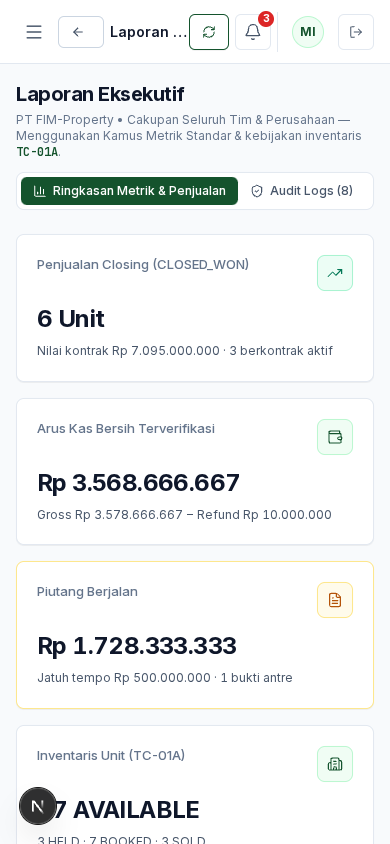 Laporan ...
3
MI
Laporan Eksekutif
PT FIM-Property • Cakupan Seluruh Tim & Perusahaan —
Menggunakan Kamus Metrik Standar & kebijakan inventaris
TC-01A.
Ringkasan Metrik & Penjualan
Audit Logs (8)
Penjualan Closing (CLOSED_WON)
6 Unit
Nilai kontrak Rp 7.095.000.000 · 3 berkontrak aktif
Arus Kas Bersih Terverifikasi
Rp 3.568.666.667
Gross Rp 3.578.666.667 − Refund Rp 10.000.000
Piutang Berjalan
Rp 1.728.333.333
Jatuh tempo Rp 500.000.000 · 1 bukti antre
Inventaris Unit (TC-01A)
AVAILABLE
N
3 HELD · 7 BOOKED · 3 SOLD